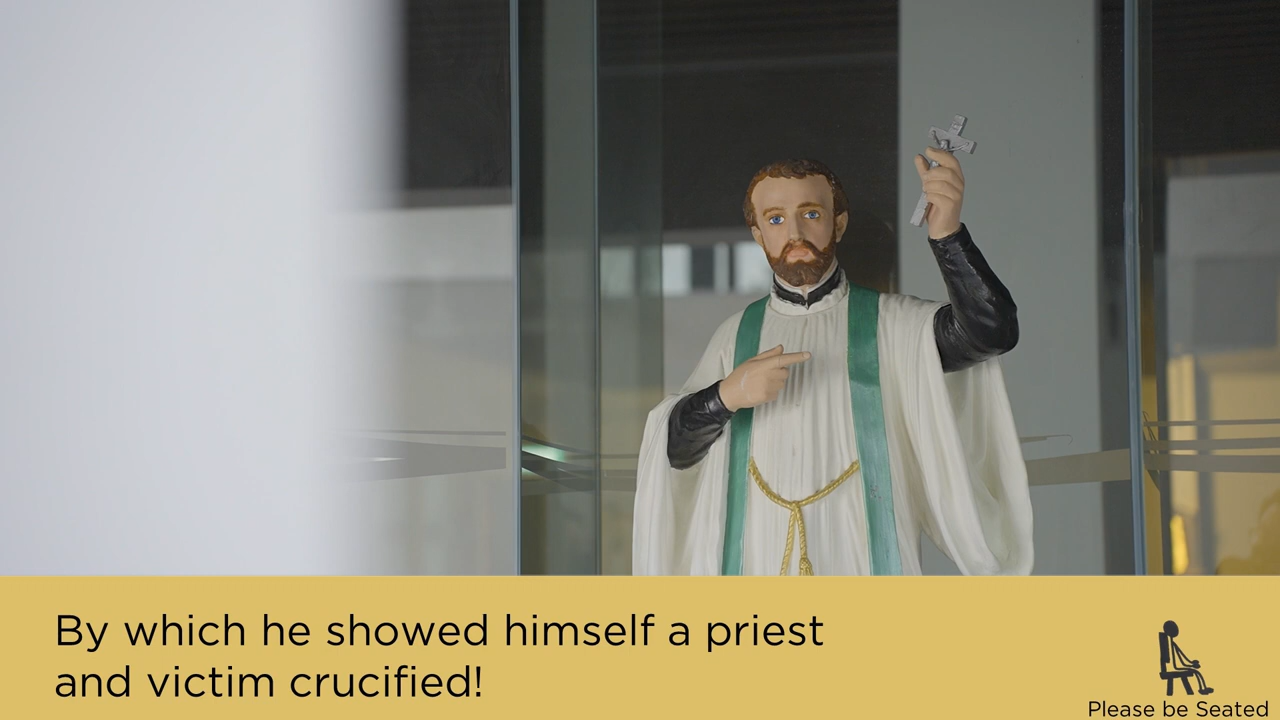 By which he showed himself a priest
and victim crucified!
Please be Seated